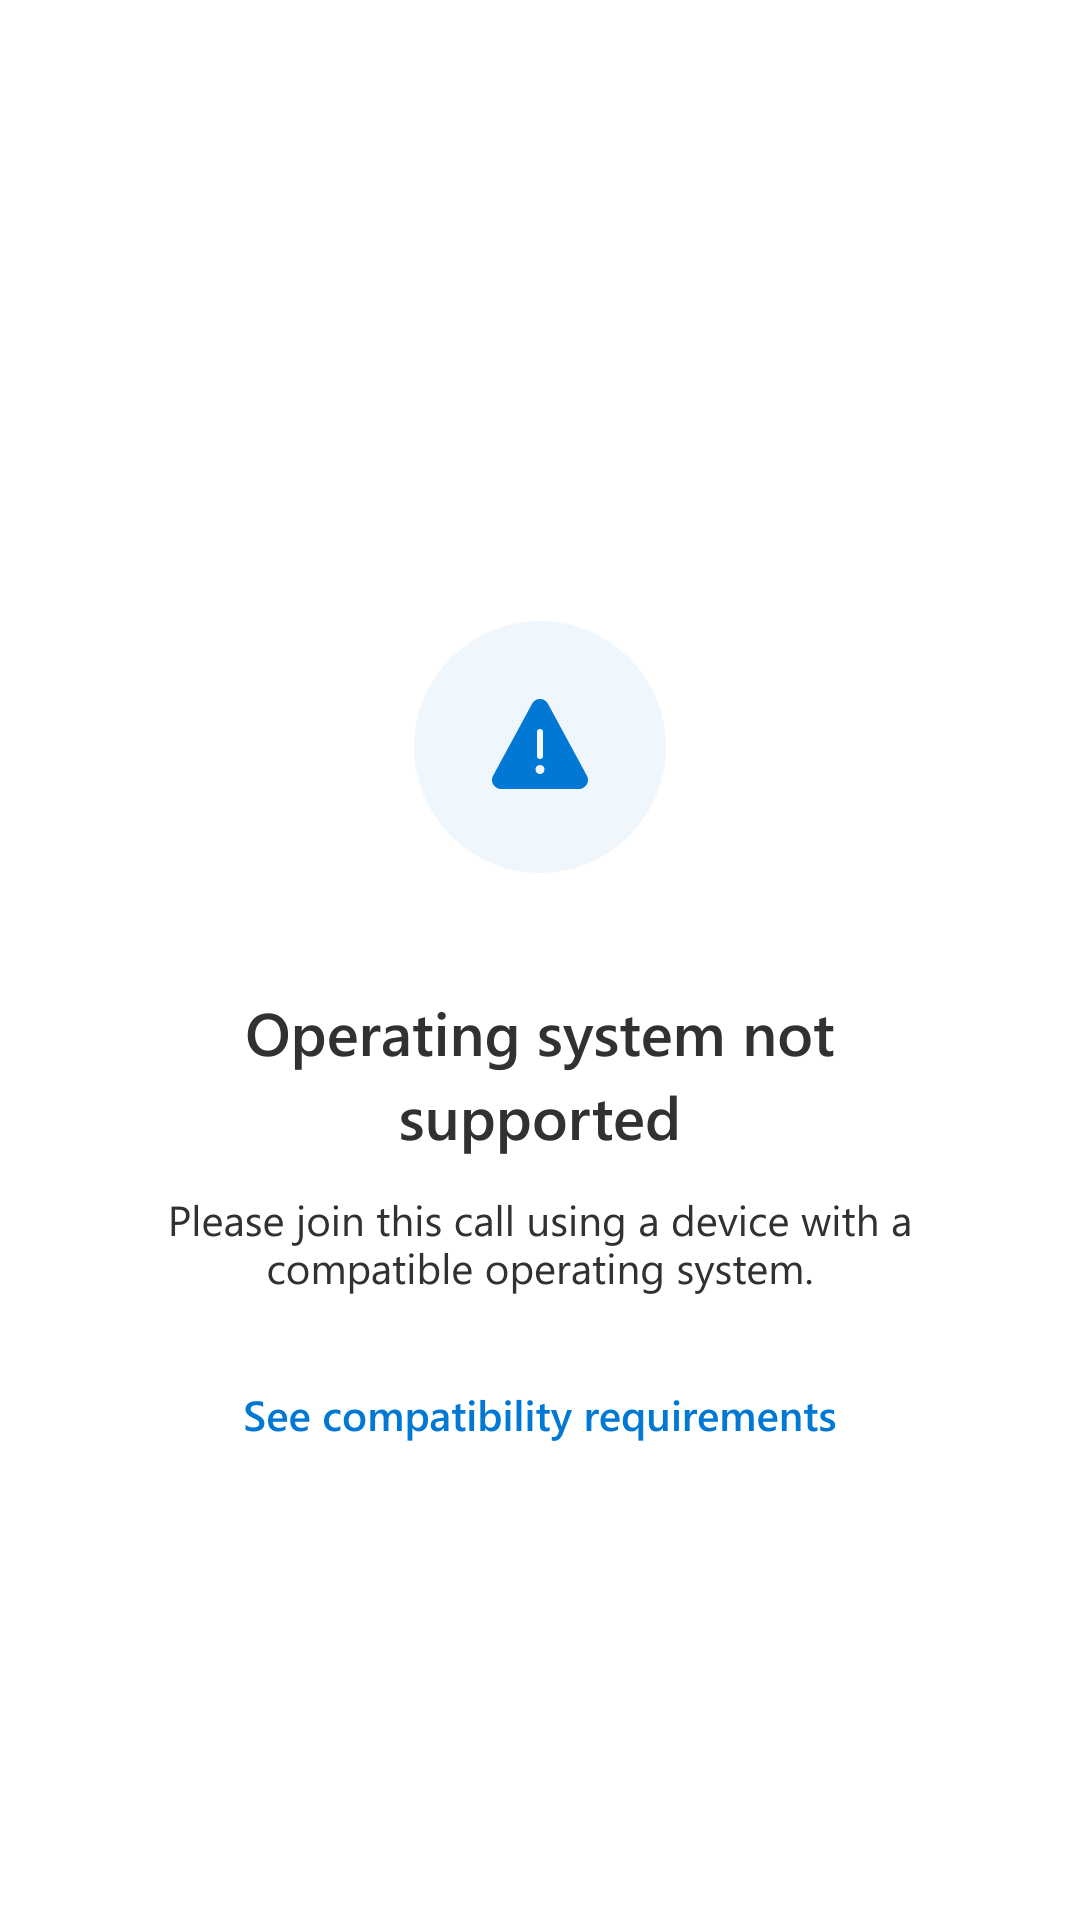 Operating system not
supported
Please join this call using a device with a
compatible operating system.
See compatibility requirements